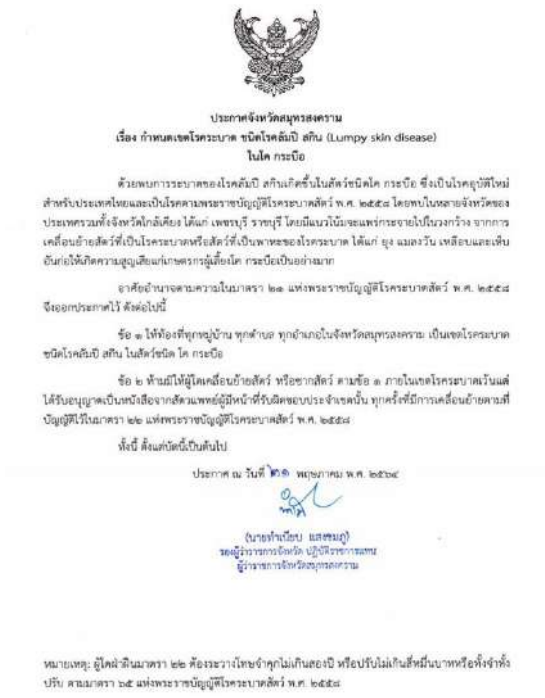 ประกาศจังหวัดสมุทรสงคราม
เรื่อง กำหนดเขตโรคระบาด ชนิดโรคลัมปี สกิน (Lumpy skin disease)
ในโค กระบือ
ด้วยพบการระบาดของโรคลัมปี สกินเกิดขึ้นในสัตว์ชนิดโค กระบือ ซึ่งเป็นโรคอุบัติใหม่
สำหรับประเทศไทยและเป็นโรคตามพระราชบัญญัติโรคระบาดสัตว์ พ.ศ. ๒๕๕๘ โดยพบในหลายจังหวัดของ
ประเทศรวมทั้งจังหวัดใกล้เคียง ได้แก่ เพชรบุรี ราชบุรี โดยมีแนวโน้มจะแพร่กระจายไปในวงกว้าง จากการ
เคลื่อนย้ายสัตว์ที่เป็นโรคระบาดหรือสัตว์ที่เป็นพาหะของโรคระบาด ได้แก่ ยุง แมลงวัน เหลือบและเห็บ
อันก่อให้เกิดความสูญเสียแก่เกษตรกรผู้เลี้ยงโค กระบือเป็นอย่างมาก
อาศัยอำนาจตามความในมาตรา ๒๑ แห่งพระราชบัญญัติโรคระบาดสัตว์ พ.ศ. ๒๕๕๘
จึงออกประกาศไว้ ดังต่อไปนี้
ข้อ ๑ ให้ท้องที่ทุกหมู่บ้าน ทุกตำบล ทุกอำเภอในจังหวัดสมุทรสงคราม เป็นเขตโรคระบาด
ชนิดโรคลัมปี สกิน ในสัตว์ชนิด โค กระบือ
ข้อ ๒ ห้ามมิให้ผู้ใดเคลื่อนย้ายสัตว์ หรือซากสัตว์ ตามข้อ ๑ ภายในเขตโรคระบาดเว้นแต่
ได้รับอนุญาตเป็นหนังสือจากสัตวแพทย์ผู้มีหน้าที่รับผิดชอบประจำเขตนั้น ทุกครั้งที่มีการเคลื่อนย้ายตามที่
บัญญัติไว้ในมาตรา ๒๒ แห่งพระราชบัญญัติโรคระบาดสัตว์ พ.ศ. ๒๕๕๘
ทั้งนี้ ตั้งแต่บัดนี้เป็นต้นไป
ประกาศ ณ วันที่ ๒๑ พฤษภาคม พ.ศ. ๒๕๖๔
(นายทำเนียบ แสงชมภู)
รองผู้ว่าราชการจังหวัด ปฏิบัติราชการแทน
ผู้ว่าราชการจังหวัดสมุทรสงคราม
หมายเหตุ: ผู้ใดฝ่าฝืนมาตรา ๒๒ ต้องระวางโทษจำคุกไม่เกินสองปี หรือปรับไม่เกินสี่หมื่นบาทหรือทั้งจำทั้ง
ปรับ ตามมาตรา ๖๕ แห่งพระราชบัญญัติโรคระบาดสัตว์ พ.ศ. ๒๕๕๘